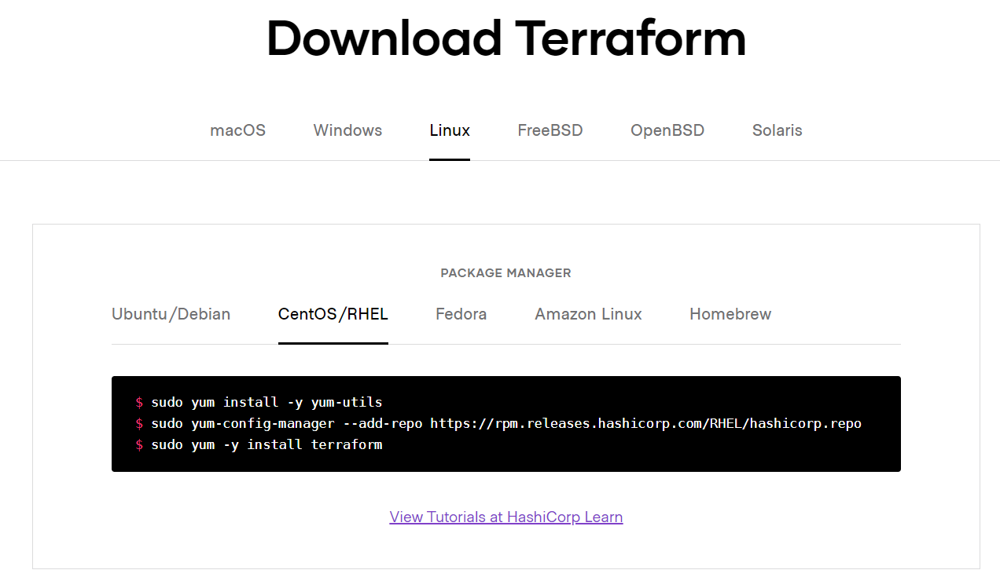 Download Terraform
macOS Windows Linux FreeBSD OpenBSD Solaris
PACKAGE MANAGER
Ubuntu/Debian CentOS/RHEL Fedora Amazon Linux Homebrew
$ sudo yum install -y yum-utils
$ sudo yum-config-manager --add-repo https://rpm.releases.hashicorp.com/RHEL/hashicorp.repo
$ sudo yum -y install terraform
View Tutorials at HashiCorp Learn